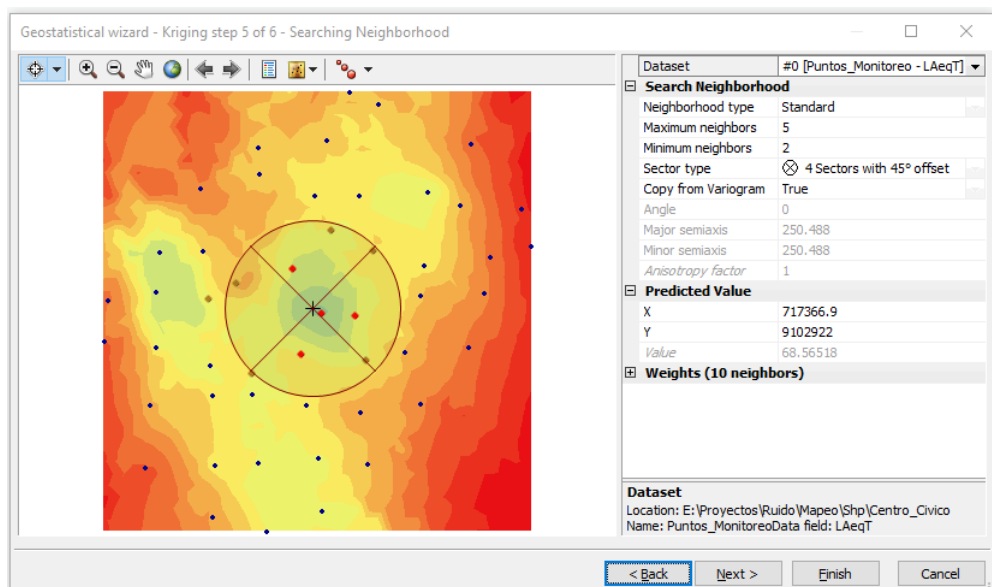 Geostatistical wizard - Kriging step 5 of 6 - Searching Neighborhood
Dataset #0 [Puntos_Monitoreo - LAeqT]
Search Neighborhood
Neighborhood type Standard
Maximum neighbors 5
Minimum neighbors 2
Sector type 4 Sectors with 45° offset
Copy from Variogram True
Angle 0
Major semiaxis 250.488
Minor semiaxis 250.488
Anisotropy factor 1
Predicted Value
X 717366.9
Y 9102922
Value 68.56518
Weights (10 neighbors)
Dataset
Location: E:\Proyectos\Ruido\Mapeo\Shp\Centro_Civico
Name: Puntos_MonitoreoData field: LAeqT
< Back Next > Finish Cancel